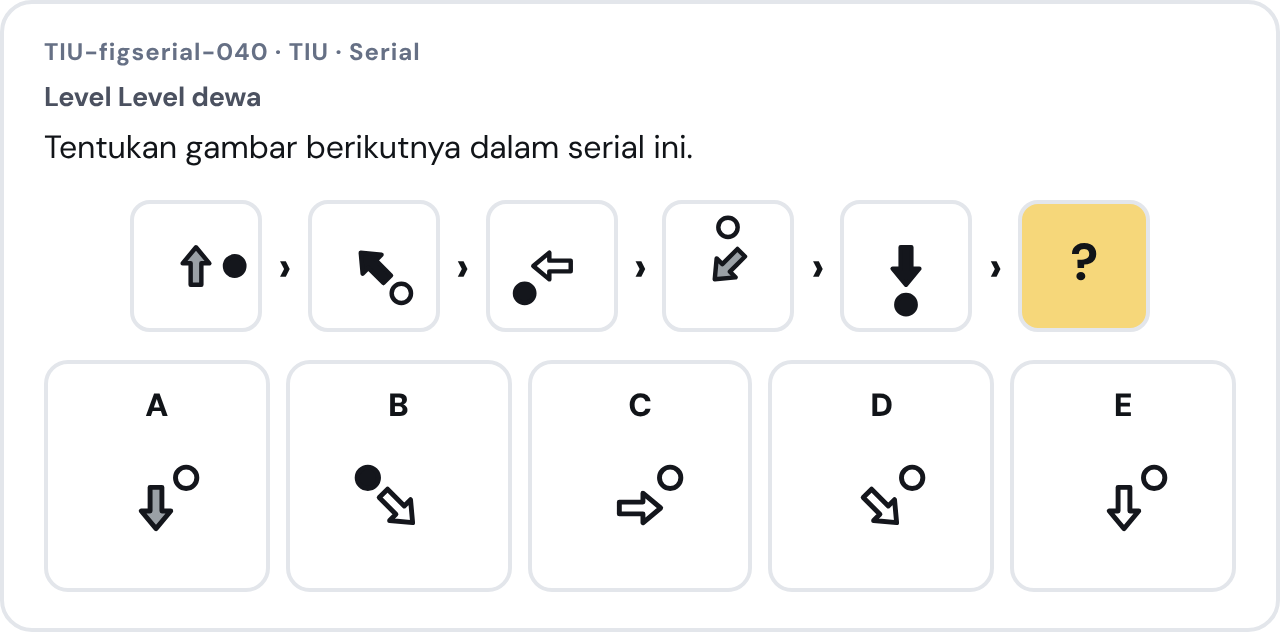 TIU-figserial-040 · TIU · Serial
Level Level dewa
Tentukan gambar berikutnya dalam serial ini.
› › › › › ?
A B C D E